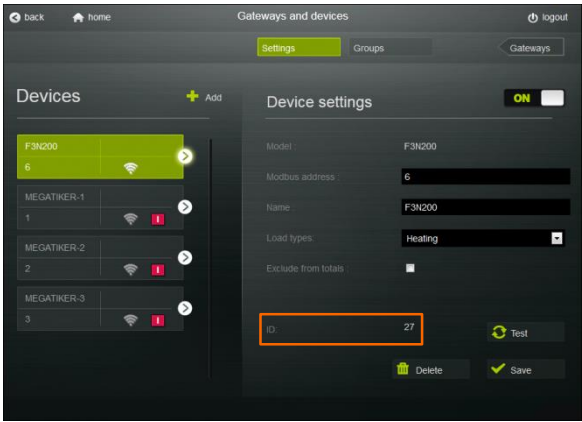 back
home
Gateways and devices
logout
Settings
Groups
Gateways
Devices
Add
F3N200
6
MEGATIKER-1
1
I
MEGATIKER-2
2
I
MEGATIKER-3
3
I
Device settings
ON
Model :
F3N200
Modbus address :
6
Name :
F3N200
Load types:
Heating
Exclude from totals
ID:
27
Test
Delete
Save